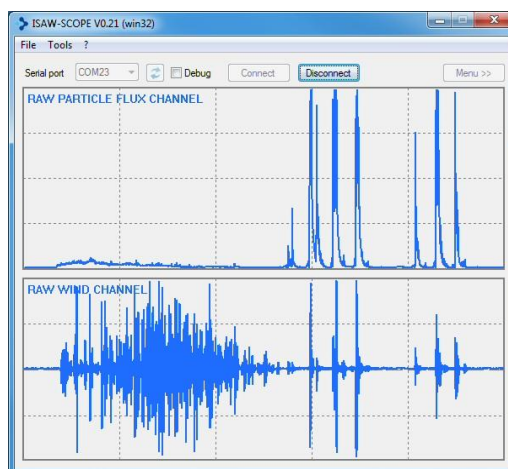 ISAW-SCOPE V0.21 (win32)
File Tools ?
Serial port COM23 Debug Connect Disconnect Menu >>
RAW PARTICLE FLUX CHANNEL
RAW WIND CHANNEL